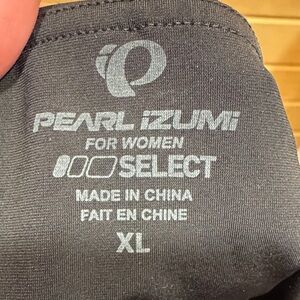 PEARL iZUMi
FOR WOMEN
SELECT
MADE IN CHINA
FAIT EN CHINE
XL